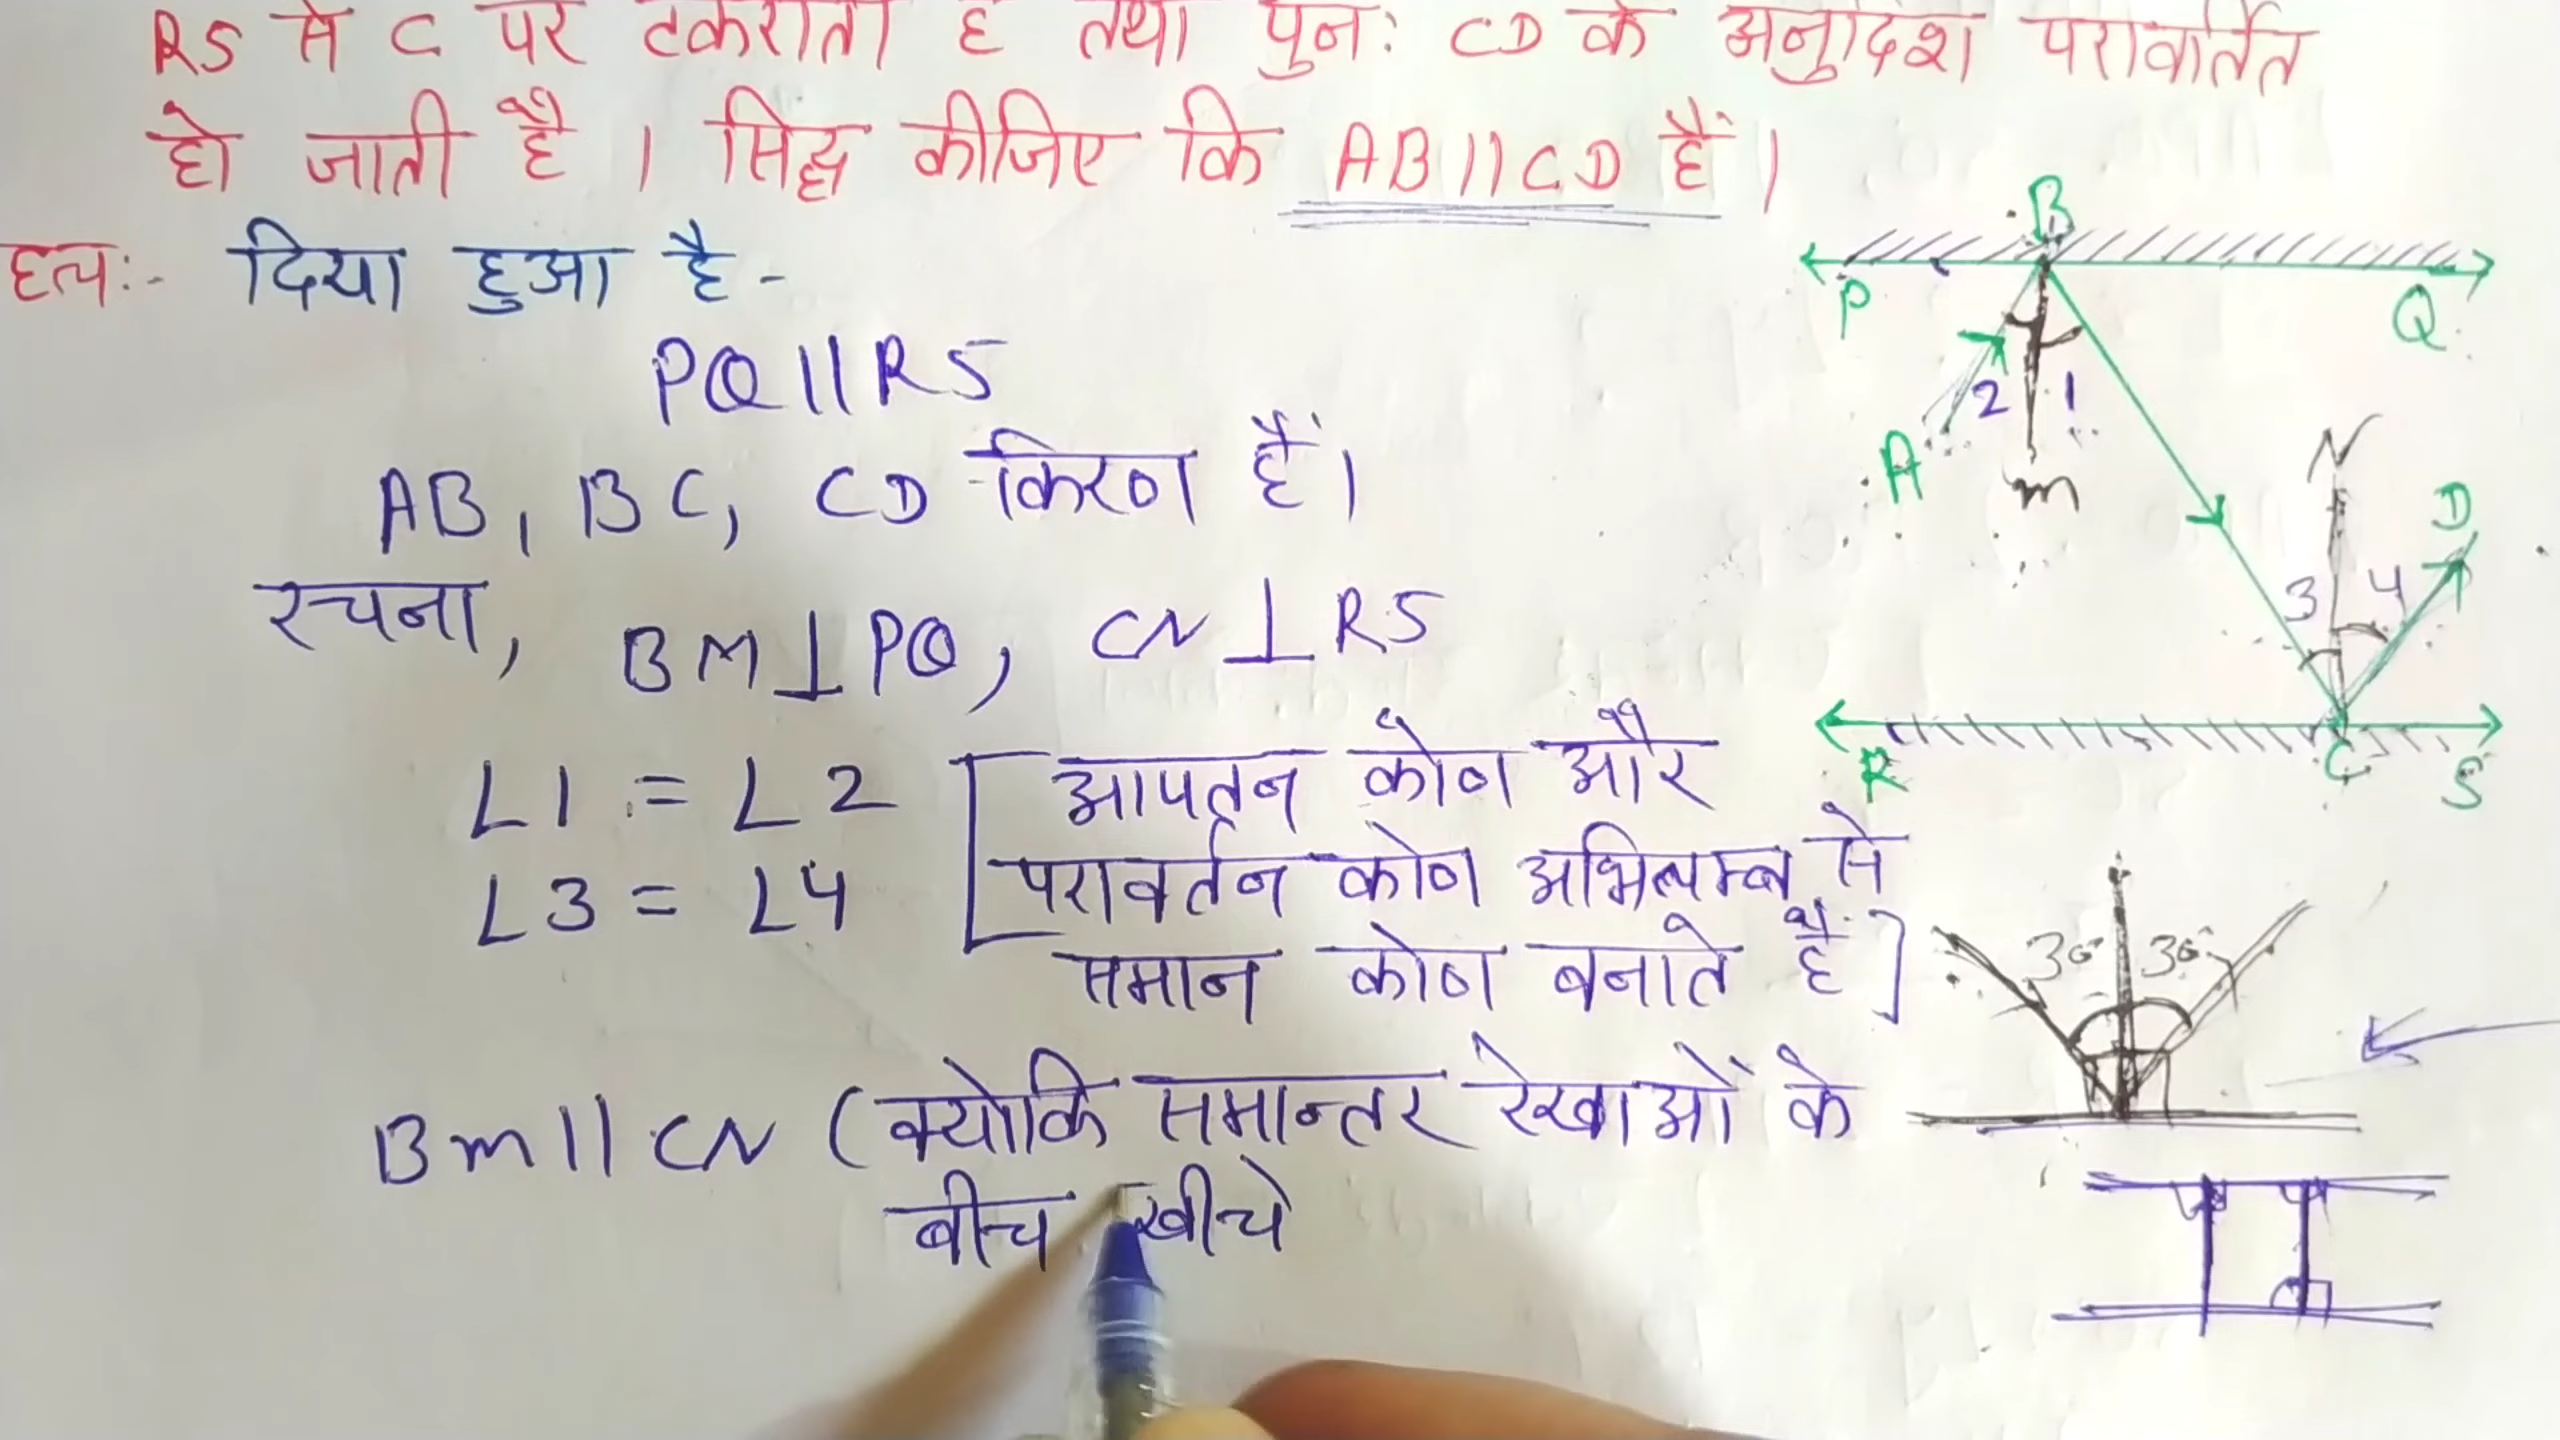 RS से C पर टकराती है तथा पुनः CD के अनुदिश परावर्तित
हो जाती है । सिद्ध कीजिए कि AB||CD है ।
हल:- दिया हुआ है -
PQ||RS
AB, BC, CD किरण हैं।
रचना, BM⊥PQ, CN⊥RS
∠1 = ∠2 [आपतन कोण और
∠3 = ∠4 परावर्तन कोण अभिलम्ब से
समान कोण बनाते है]
Bm||CN (क्योकि समान्तर रेखाओं के
बीच खीचे
B
P
Q
2
1
A
m
N
D
3
4
R
C
S
30°
30°